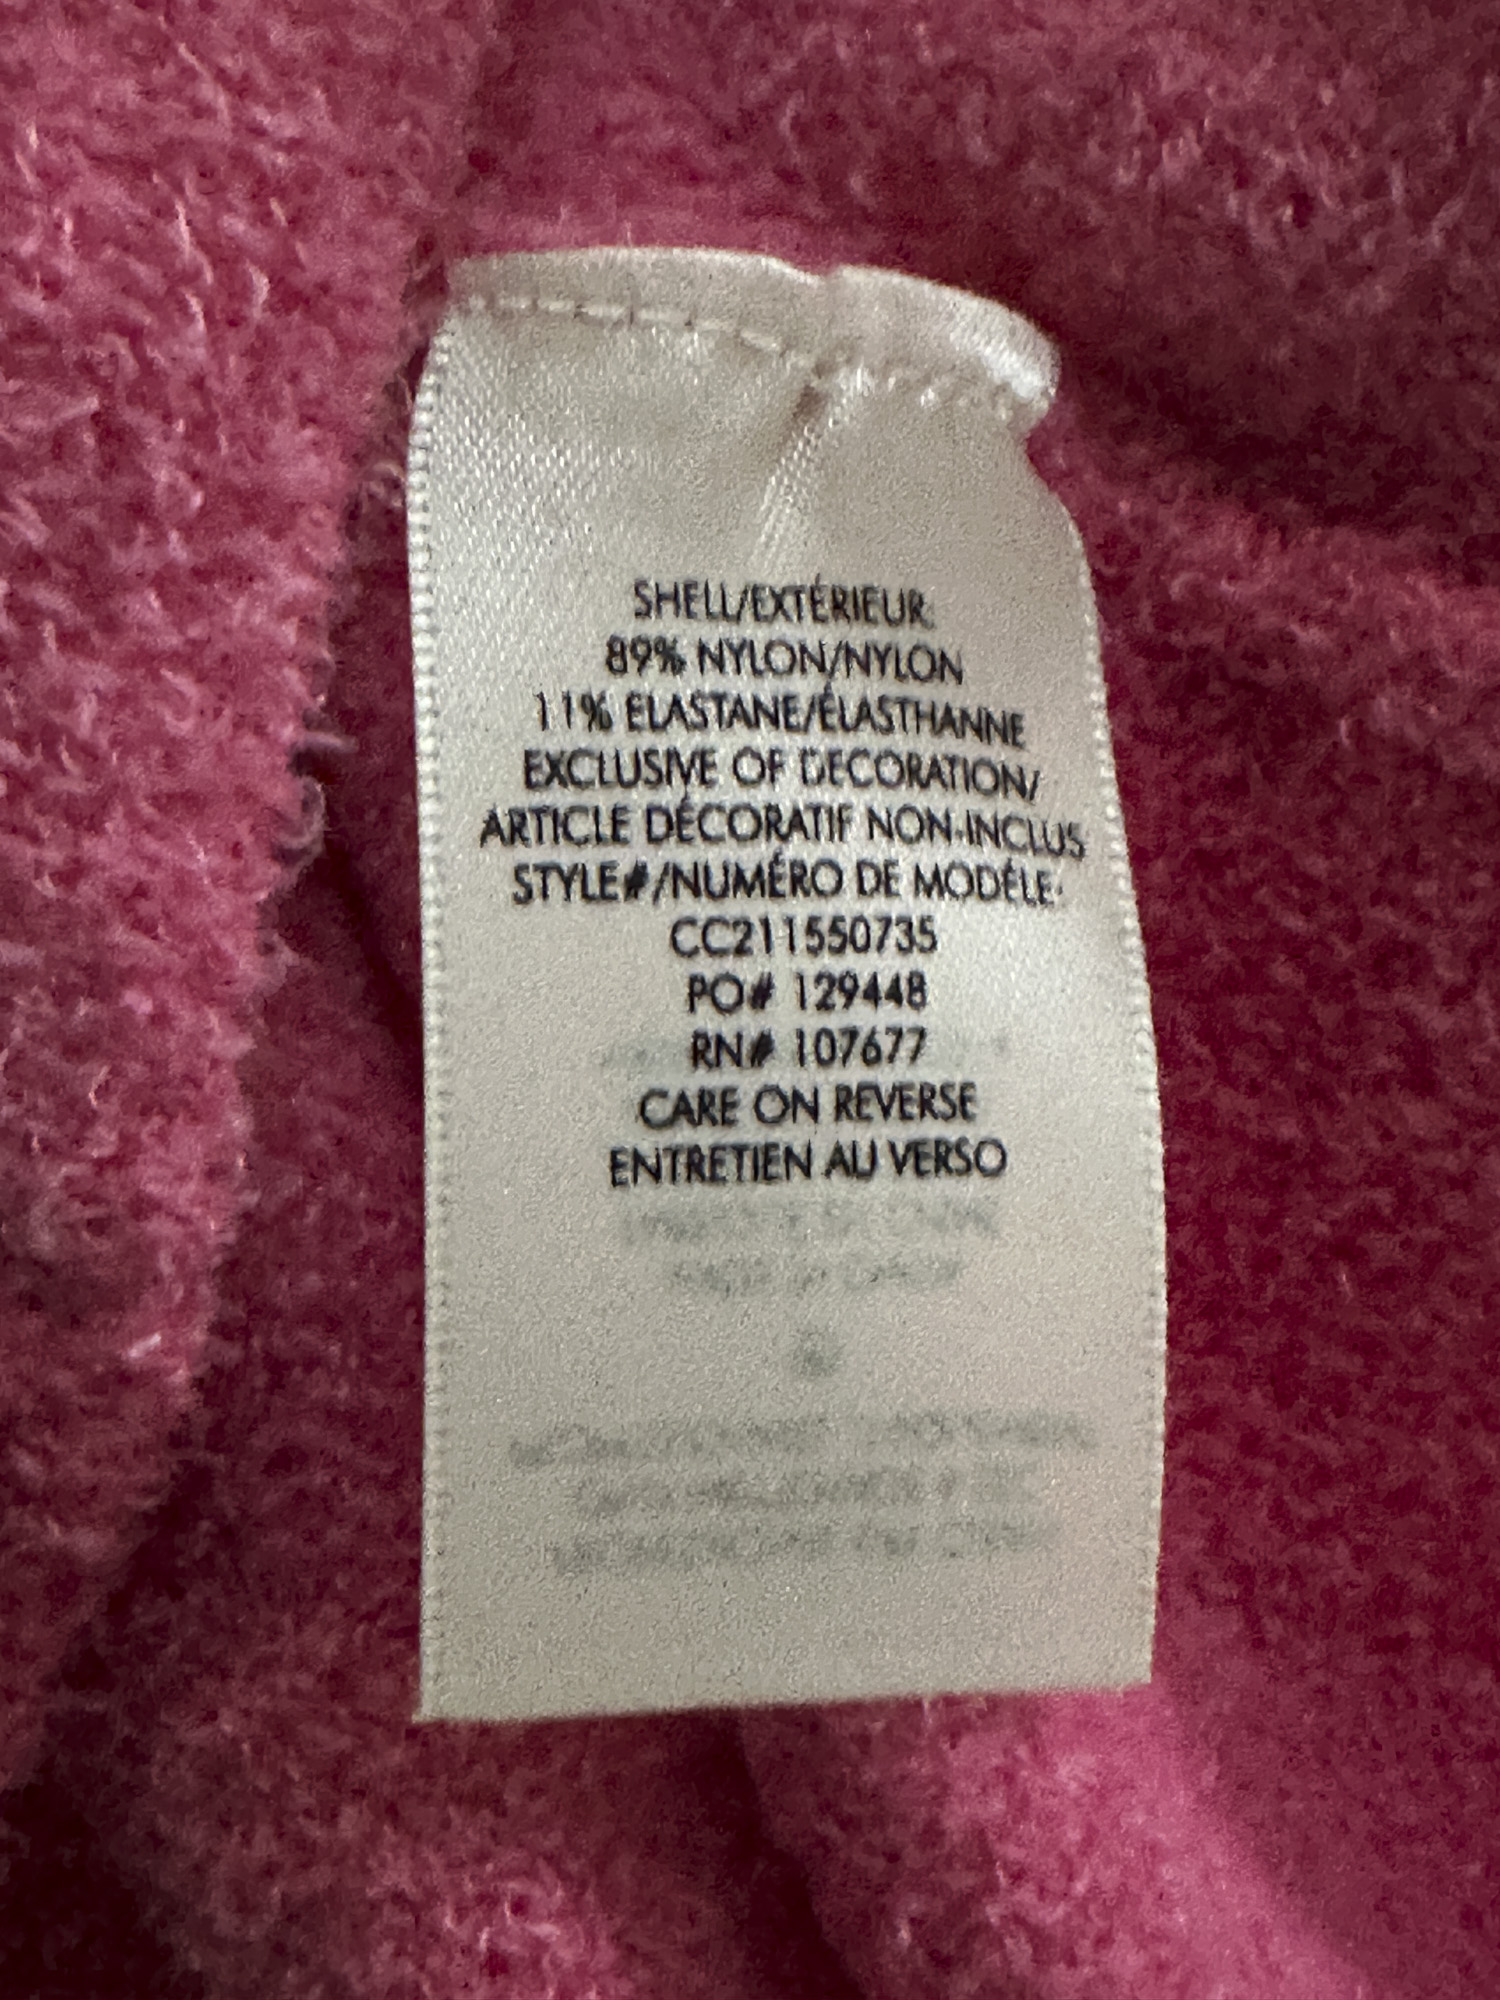 SHELL/EXTÉRIEUR:
89% NYLON/NYLON
11% ELASTANE/ÉLASTHANNE
EXCLUSIVE OF DECORATION/
ARTICLE DÉCORATIF NON-INCLUS
STYLE#/NUMÉRO DE MODÈLE:
CC211550735
PO# 129448
RN# 107677
CARE ON REVERSE
ENTRETIEN AU VERSO